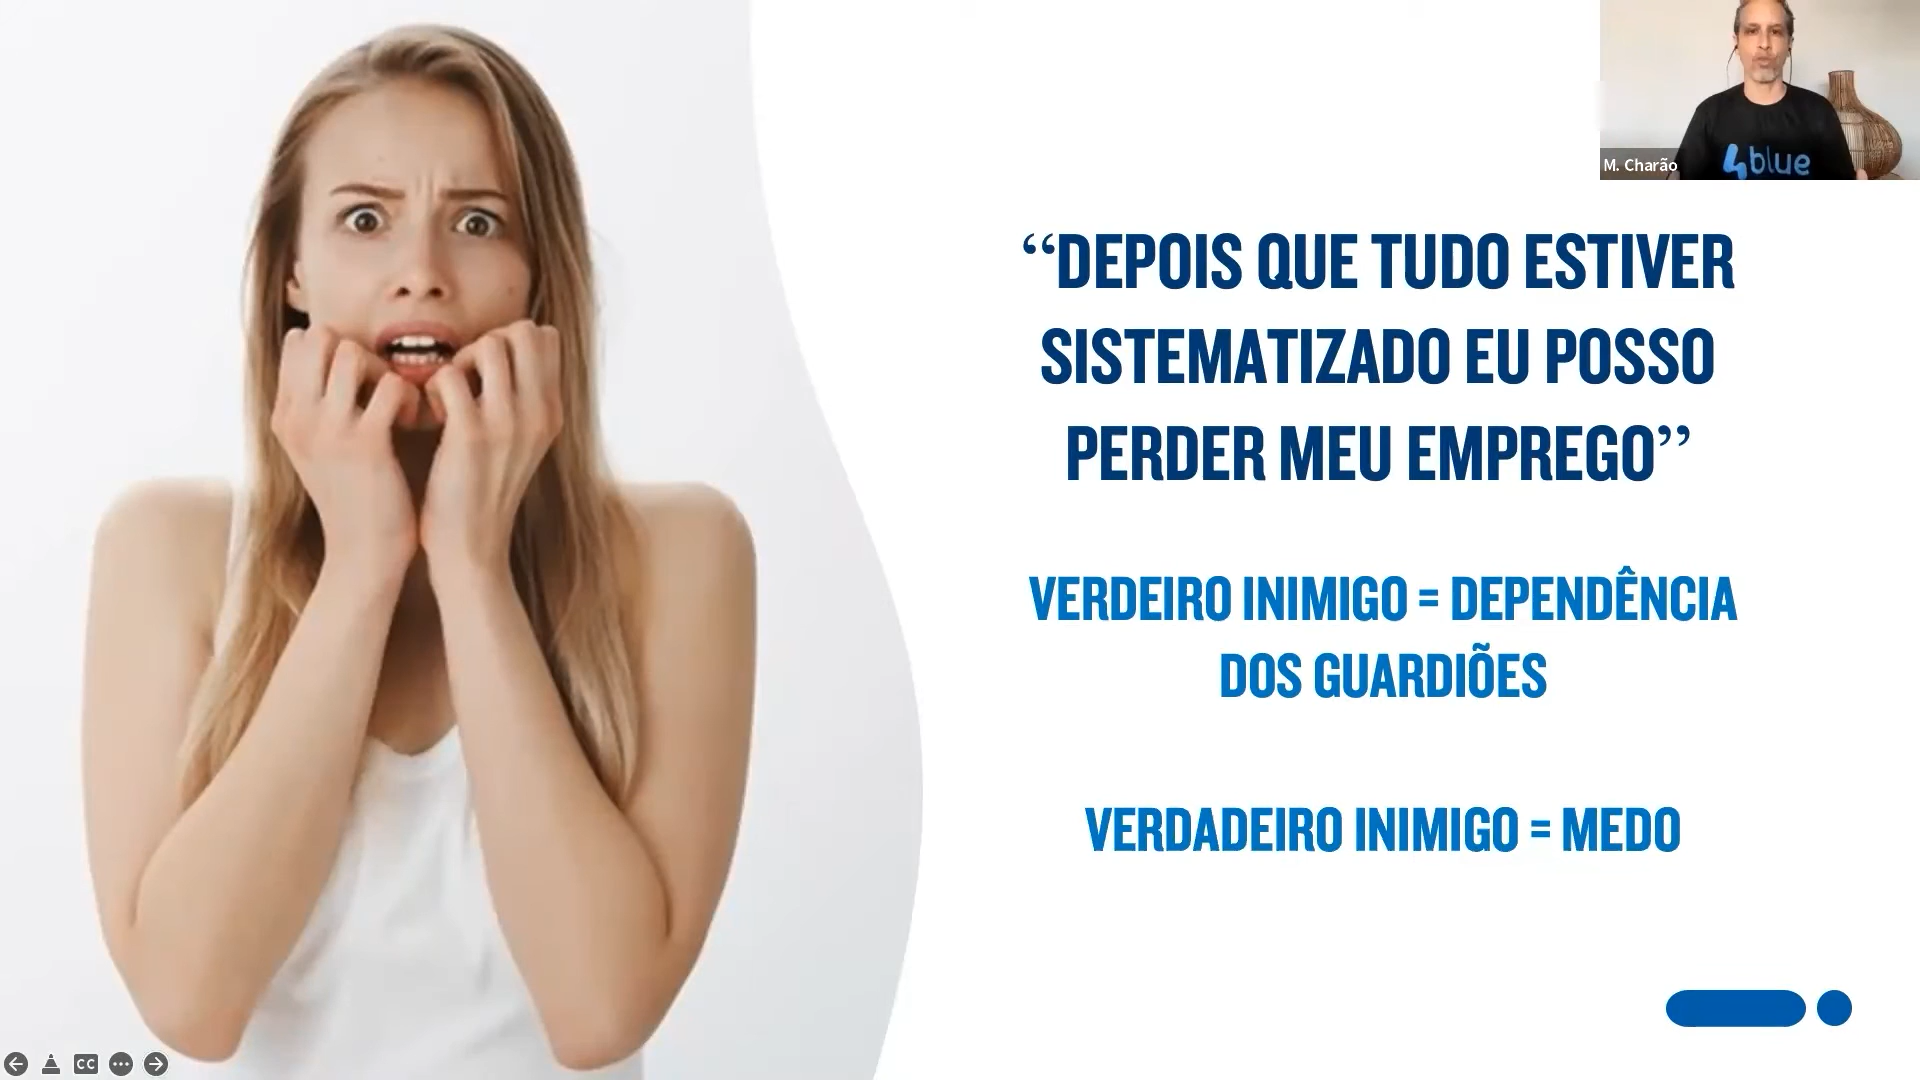 M. Charão
4blue
“DEPOIS QUE TUDO ESTIVER
SISTEMATIZADO EU POSSO
PERDER MEU EMPREGO”
VERDEIRO INIMIGO = DEPENDÊNCIA
DOS GUARDIÕES
VERDADEIRO INIMIGO = MEDO
CC